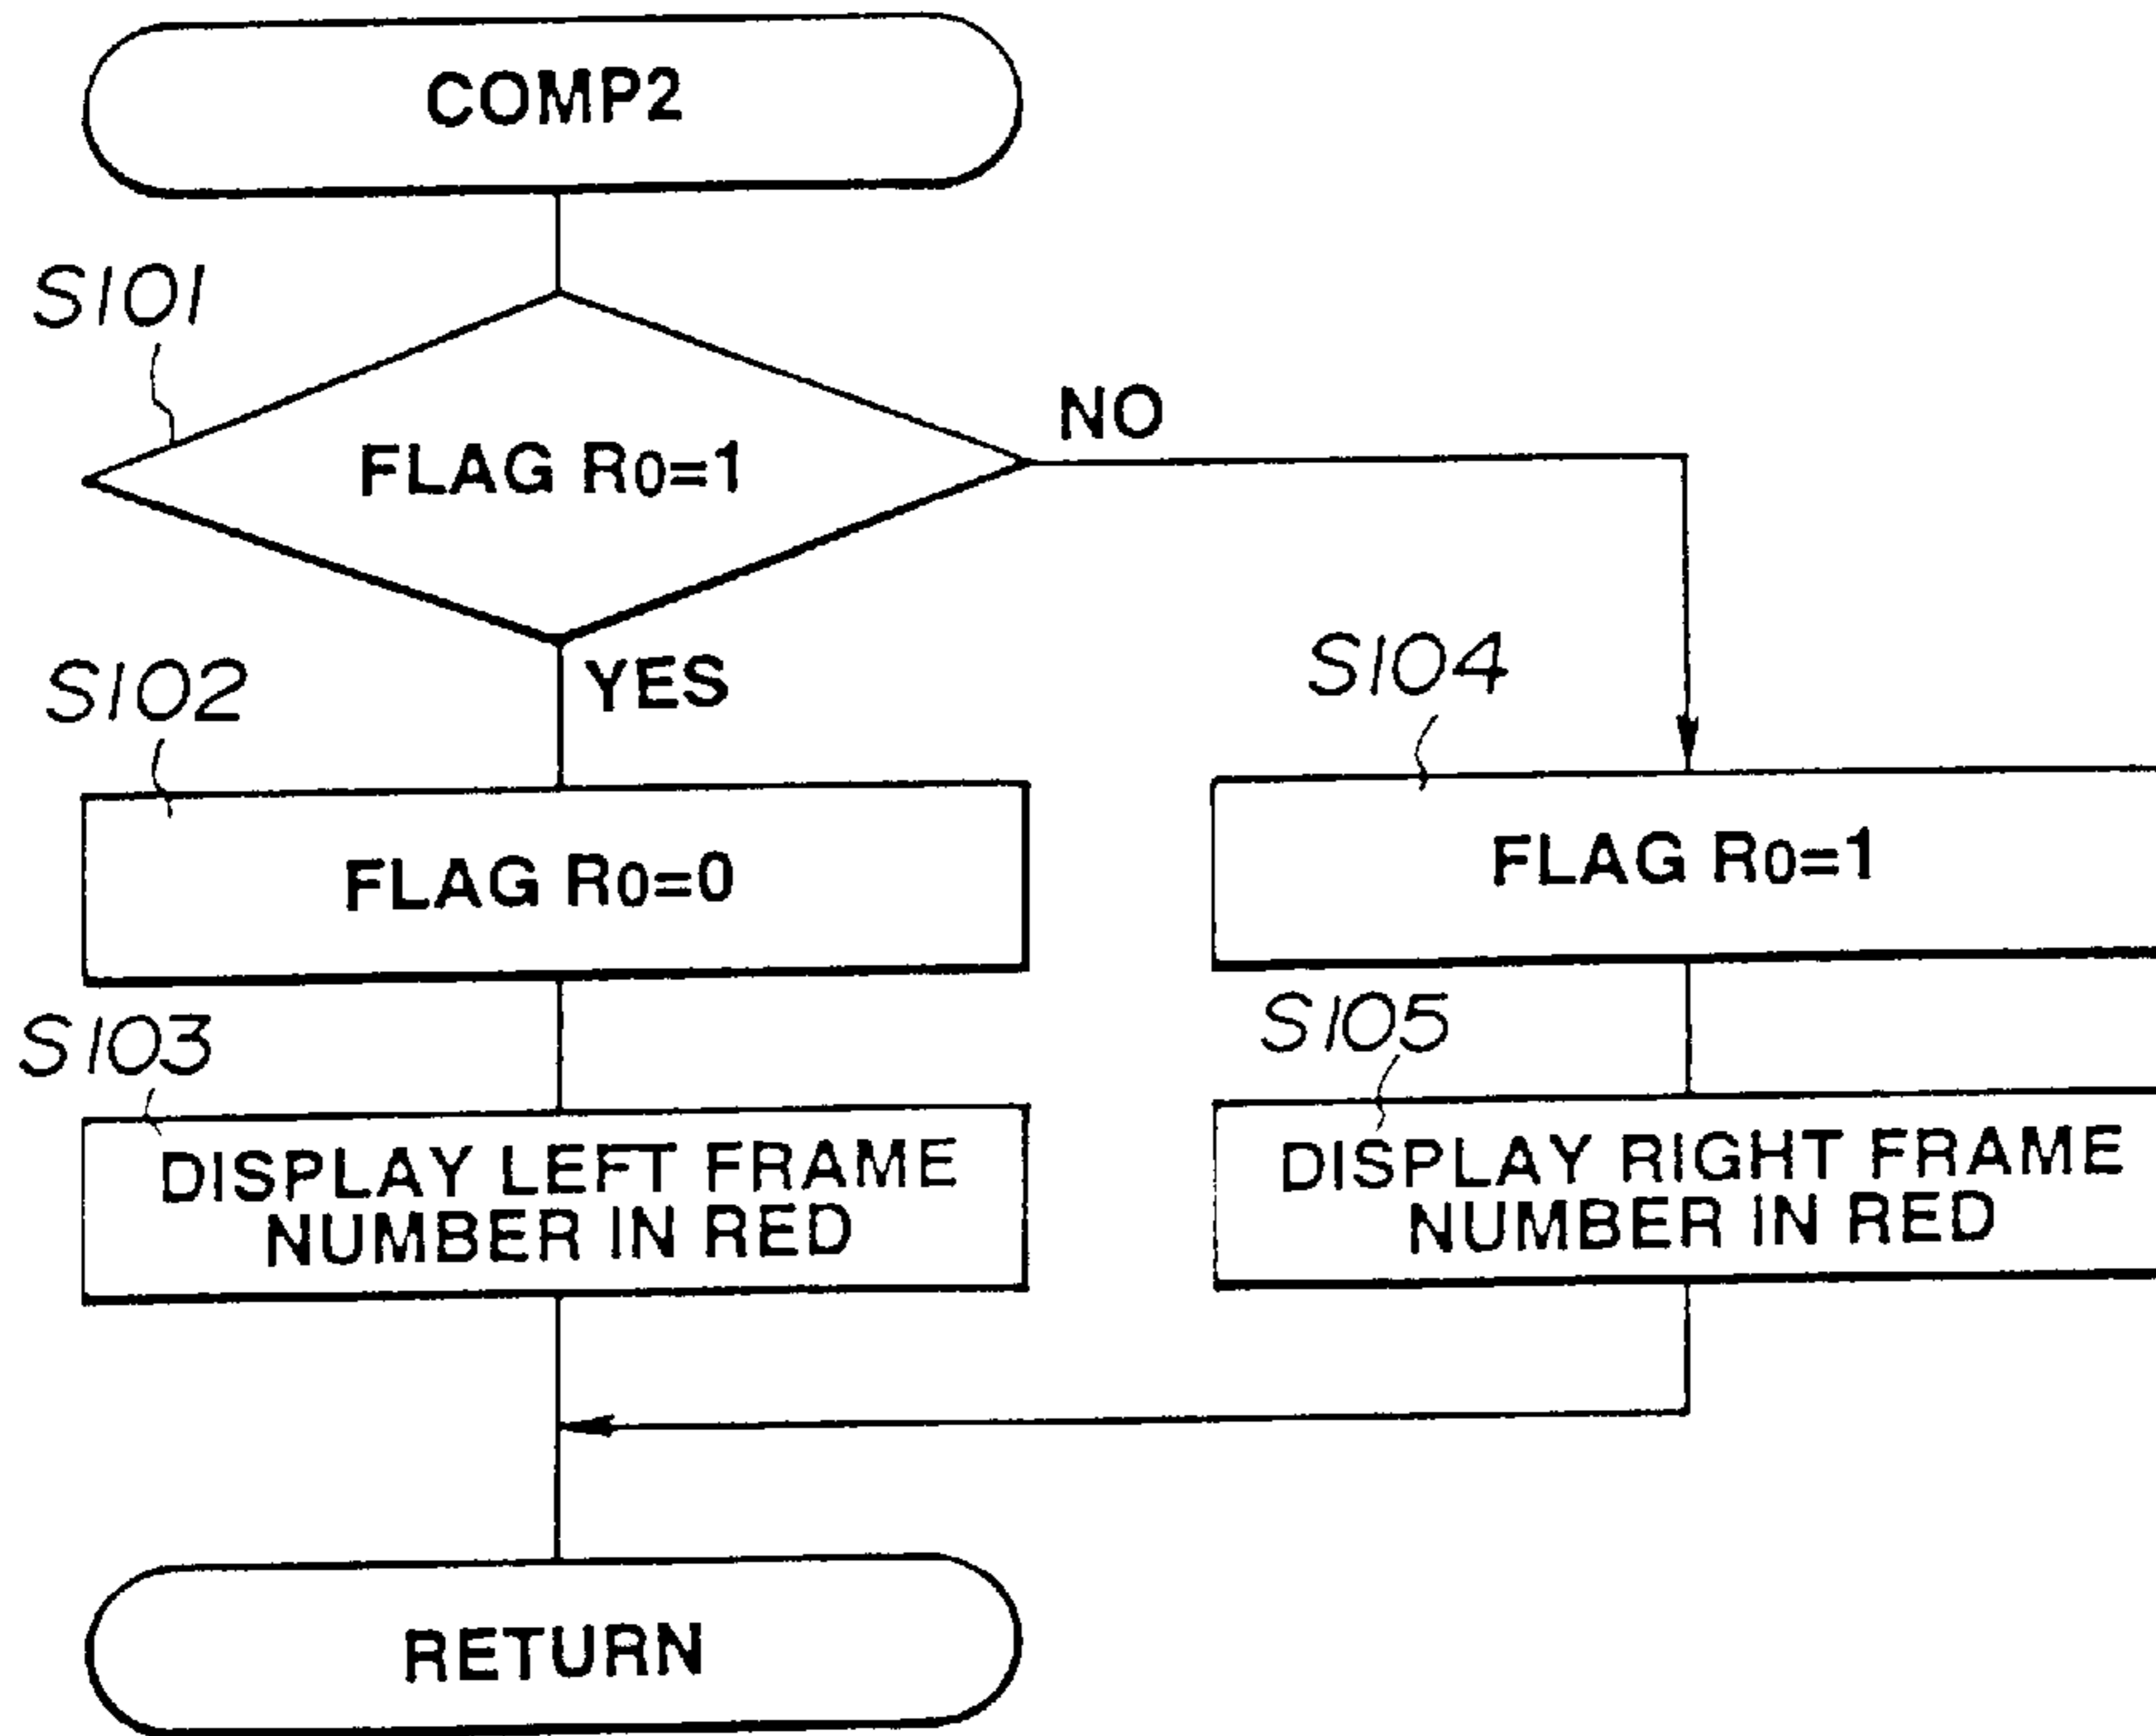 COMP2
S101
FLAG R0=1
NO
YES
S102
FLAG R0=0
S103
DISPLAY LEFT FRAME
NUMBER IN RED
S104
FLAG R0=1
S105
DISPLAY RIGHT FRAME
NUMBER IN RED
RETURN